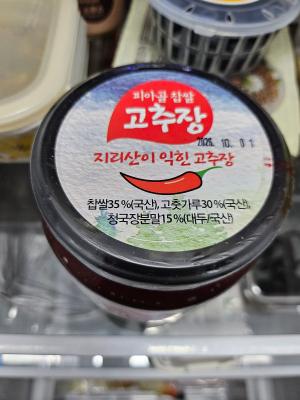 피아골 찹쌀
고추장
2026. 10. 01
지리산이 익힌 고추장
찹쌀35%(국산), 고춧가루30%(국산),
청국장분말15%(대두/국산)